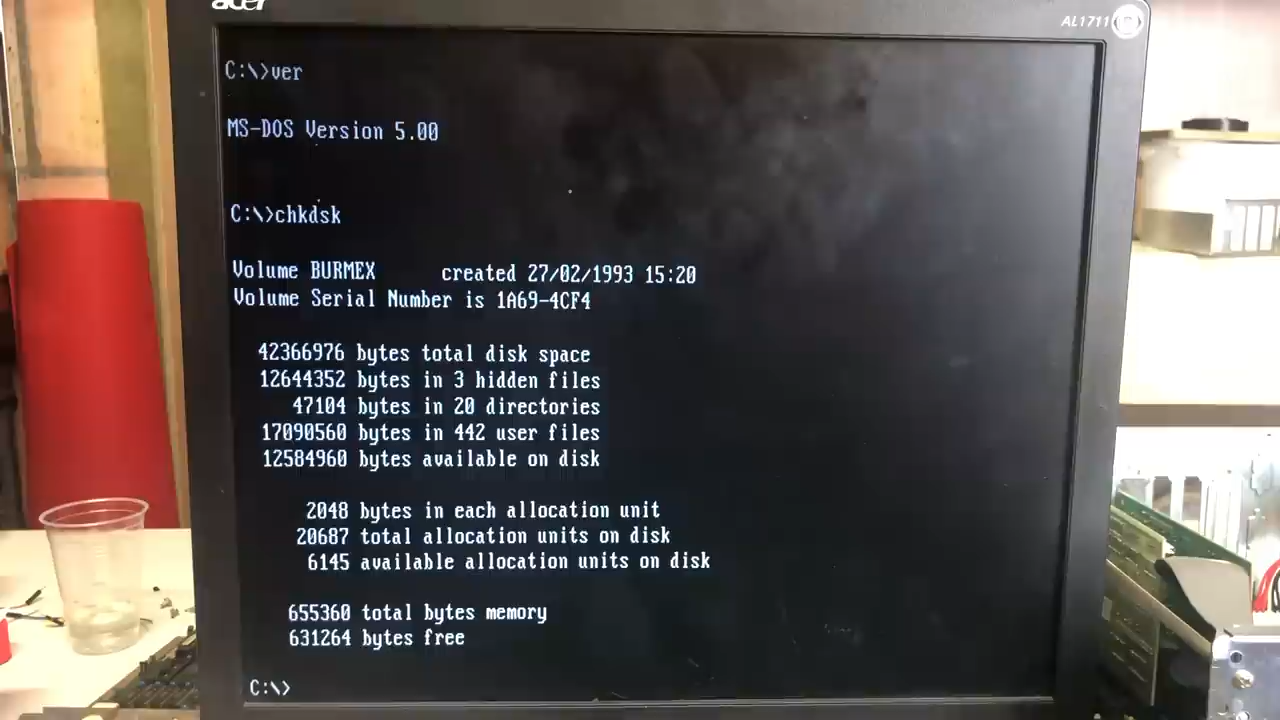 acer
AL1711
C:\>ver
MS-DOS Version 5.00
C:\>chkdsk
Volume BURMEX      created 27/02/1993 15:20
Volume Serial Number is 1A69-4CF4
42366976 bytes total disk space
12644352 bytes in 3 hidden files
47104 bytes in 20 directories
17090560 bytes in 442 user files
12584960 bytes available on disk
2048 bytes in each allocation unit
20687 total allocation units on disk
6145 available allocation units on disk
655360 total bytes memory
631264 bytes free
C:\>